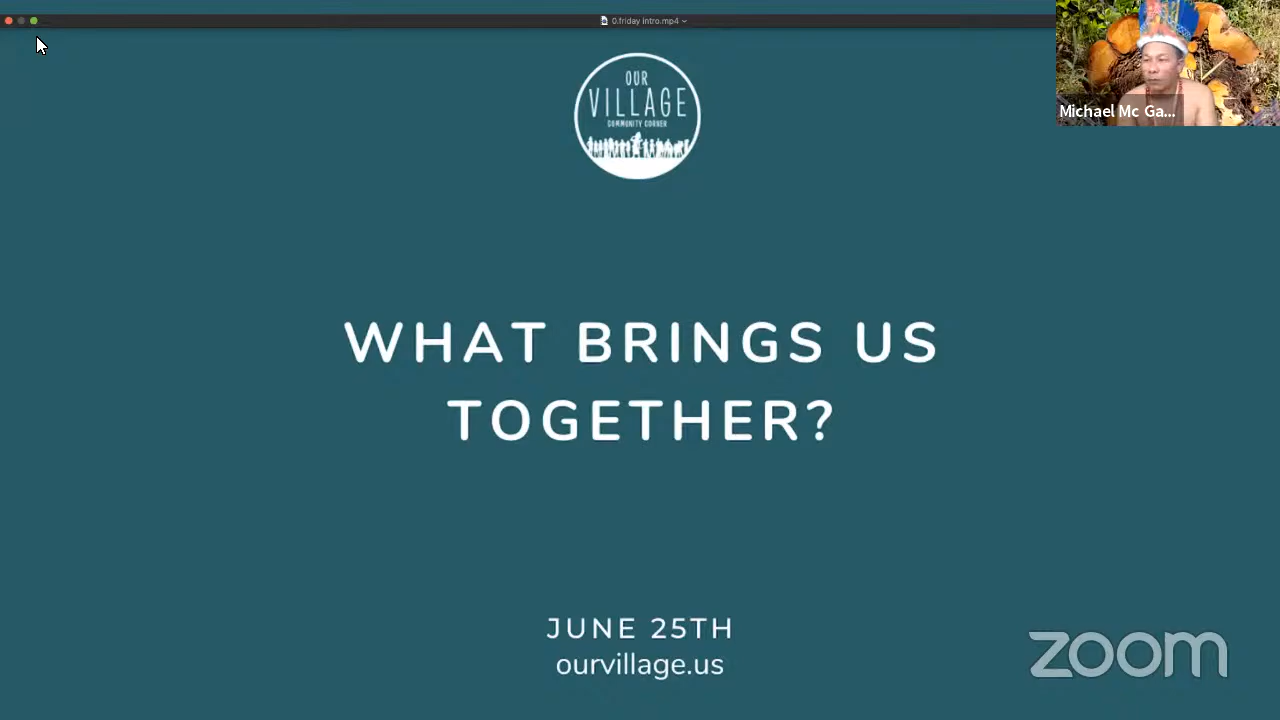 0.friday intro.mp4
Michael Mc Ga...
OUR
VILLAGE
COMMUNITY CORNER
WHAT BRINGS US
TOGETHER?
JUNE 25TH
ourvillage.us
zoom